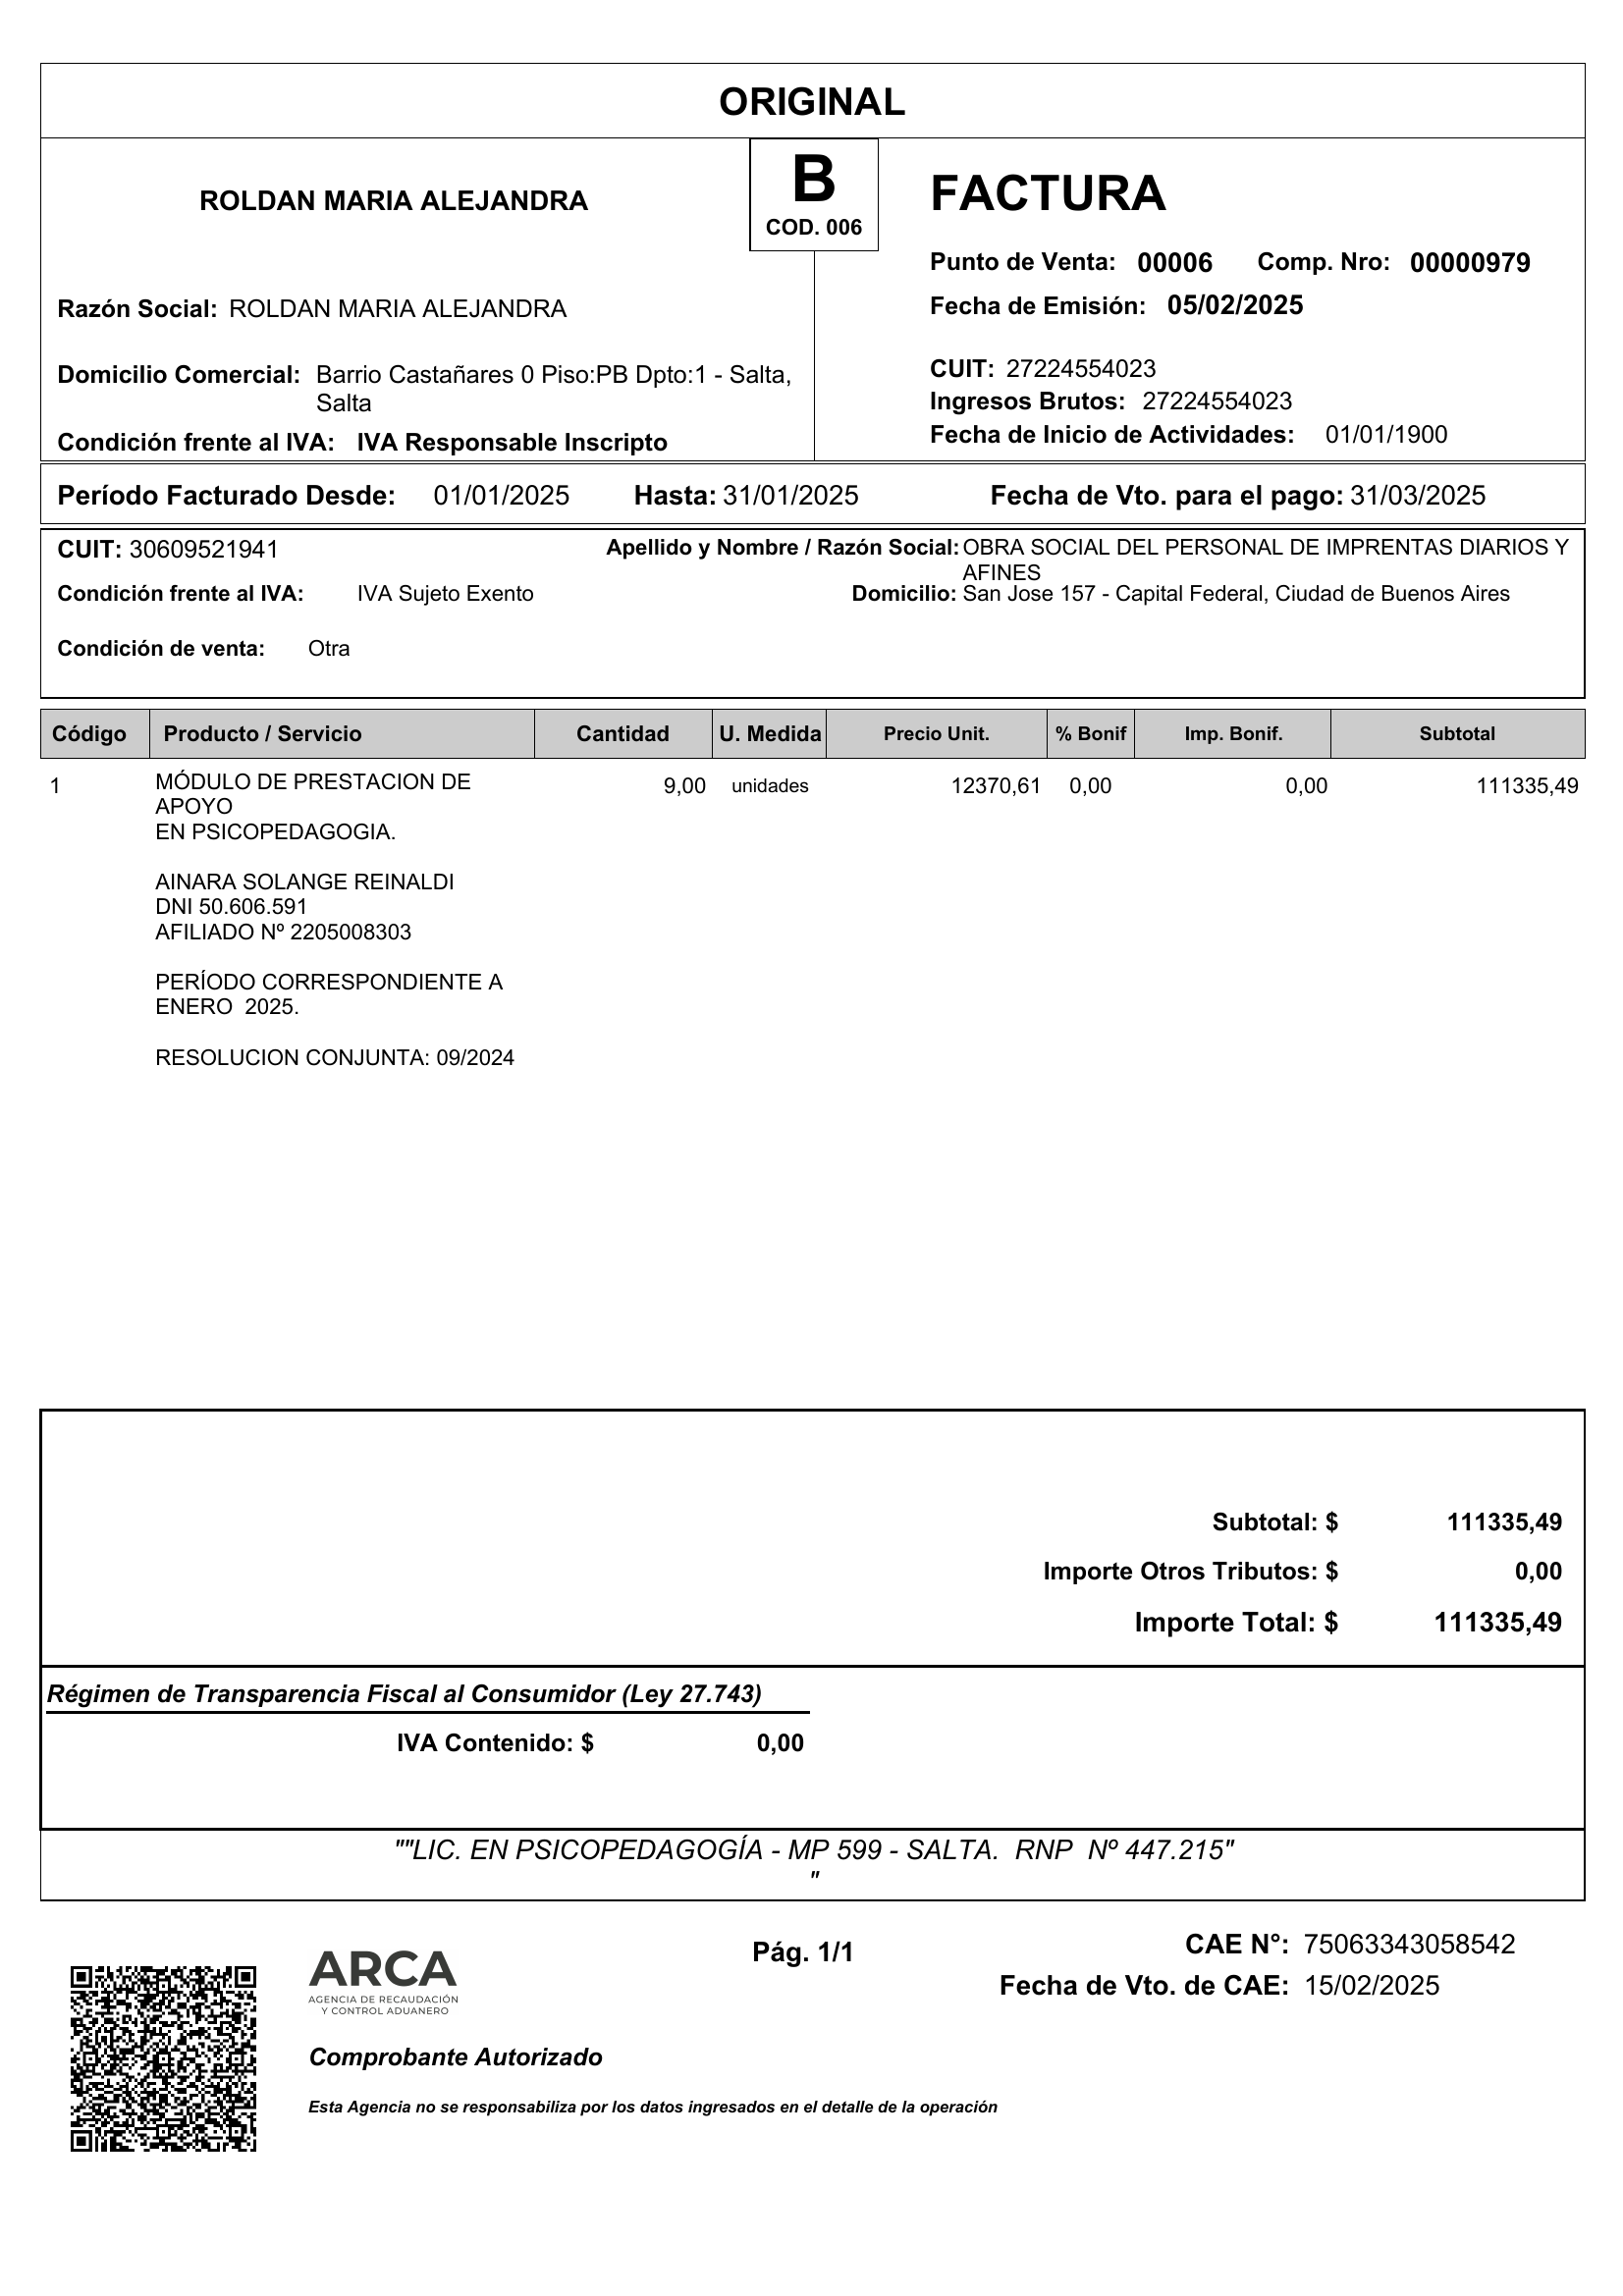 ORIGINAL
ROLDAN MARIA ALEJANDRA
B
COD. 006
FACTURA
Punto de Venta: 00006 Comp. Nro: 00000979
Fecha de Emisión: 05/02/2025
Razón Social: ROLDAN MARIA ALEJANDRA
Domicilio Comercial: Barrio Castañares 0 Piso:PB Dpto:1 - Salta,
Salta
Condición frente al IVA: IVA Responsable Inscripto
CUIT: 27224554023
Ingresos Brutos: 27224554023
Fecha de Inicio de Actividades: 01/01/1900
Período Facturado Desde: 01/01/2025 Hasta: 31/01/2025 Fecha de Vto. para el pago: 31/03/2025
CUIT: 30609521941 Apellido y Nombre / Razón Social: OBRA SOCIAL DEL PERSONAL DE IMPRENTAS DIARIOS Y
AFINES
Condición frente al IVA: IVA Sujeto Exento Domicilio: San Jose 157 - Capital Federal, Ciudad de Buenos Aires
Condición de venta: Otra
Código Producto / Servicio Cantidad U. Medida Precio Unit. % Bonif Imp. Bonif. Subtotal
1 MÓDULO DE PRESTACION DE 9,00 unidades 12370,61 0,00 0,00 111335,49
APOYO
EN PSICOPEDAGOGIA.
AINARA SOLANGE REINALDI
DNI 50.606.591
AFILIADO Nº 2205008303
PERÍODO CORRESPONDIENTE A
ENERO  2025.
RESOLUCION CONJUNTA: 09/2024
Subtotal: $ 111335,49
Importe Otros Tributos: $ 0,00
Importe Total: $ 111335,49
Régimen de Transparencia Fiscal al Consumidor (Ley 27.743)
IVA Contenido: $ 0,00
""LIC. EN PSICOPEDAGOGÍA - MP 599 - SALTA.  RNP  Nº 447.215"
"
ARCA
AGENCIA DE RECAUDACIÓN
Y CONTROL ADUANERO
Pág. 1/1
CAE N°: 75063343058542
Fecha de Vto. de CAE: 15/02/2025
Comprobante Autorizado
Esta Agencia no se responsabiliza por los datos ingresados en el detalle de la operación